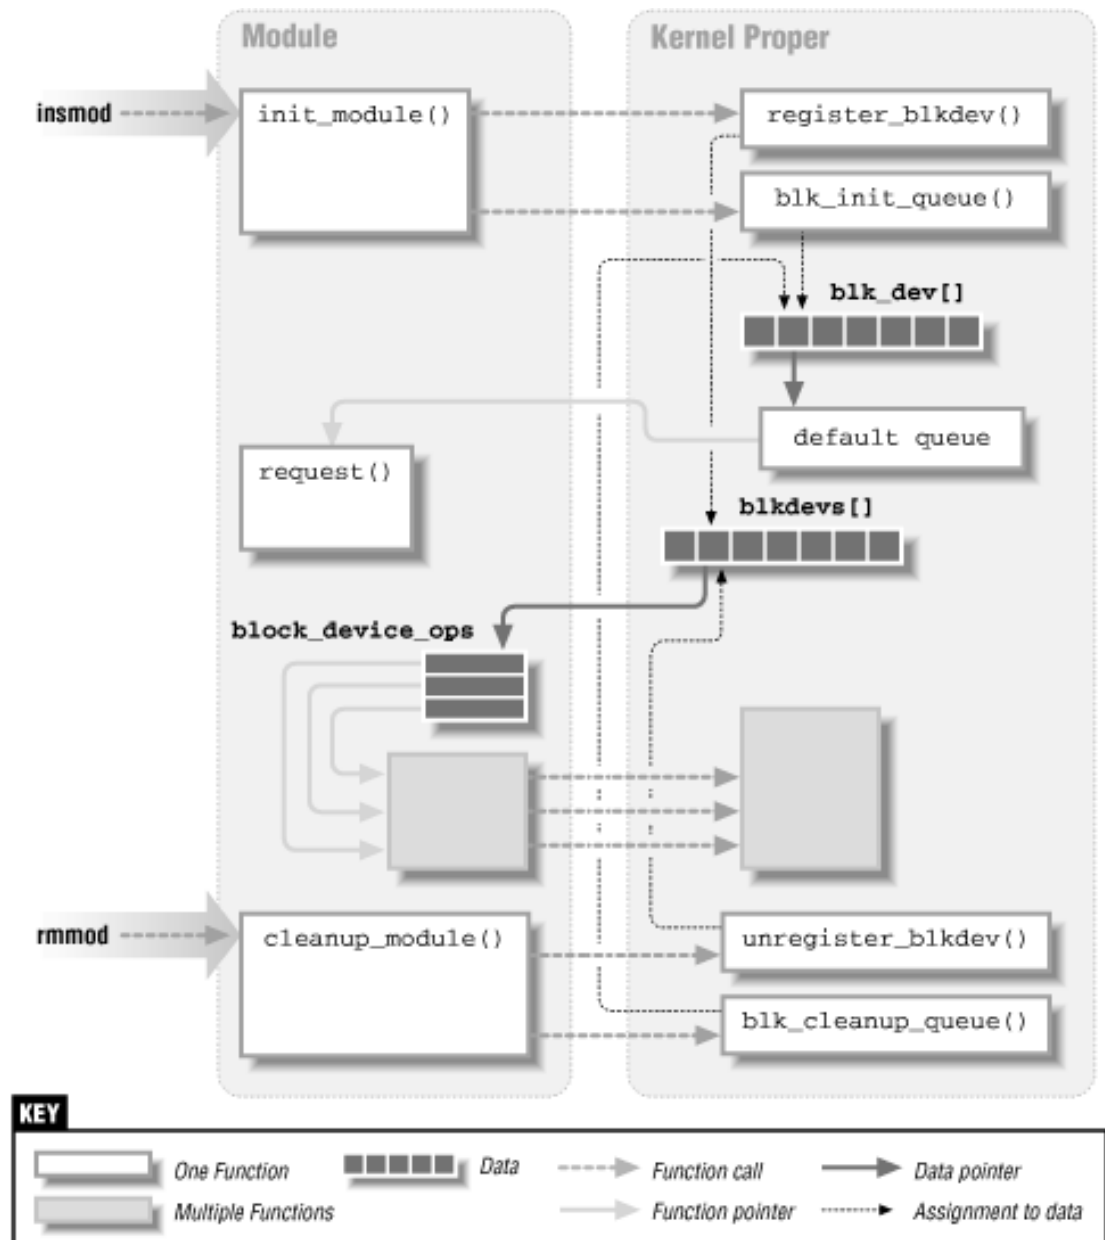 Module
Kernel Proper
insmod
init_module()
register_blkdev()
blk_init_queue()
blk_dev[]
default queue
request()
blkdevs[]
block_device_ops
rmmod
cleanup_module()
unregister_blkdev()
blk_cleanup_queue()
KEY
One Function
Data
Function call
Data pointer
Multiple Functions
Function pointer
Assignment to data